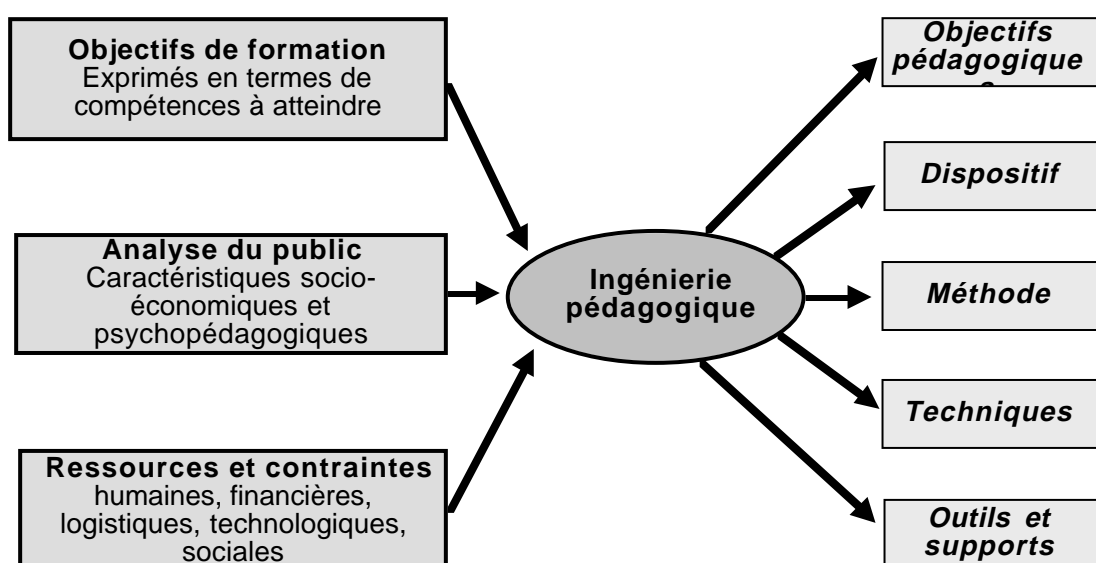 Objectifs de formation
Exprimés en termes de
compétences à atteindre
Analyse du public
Caractéristiques socio-
économiques et
psychopédagogiques
Ressources et contraintes
humaines, financières,
logistiques, technologiques,
sociales
Ingénierie
pédagogique
Objectifs
pédagogique
s
Dispositif
Méthode
Techniques
Outils et
supports